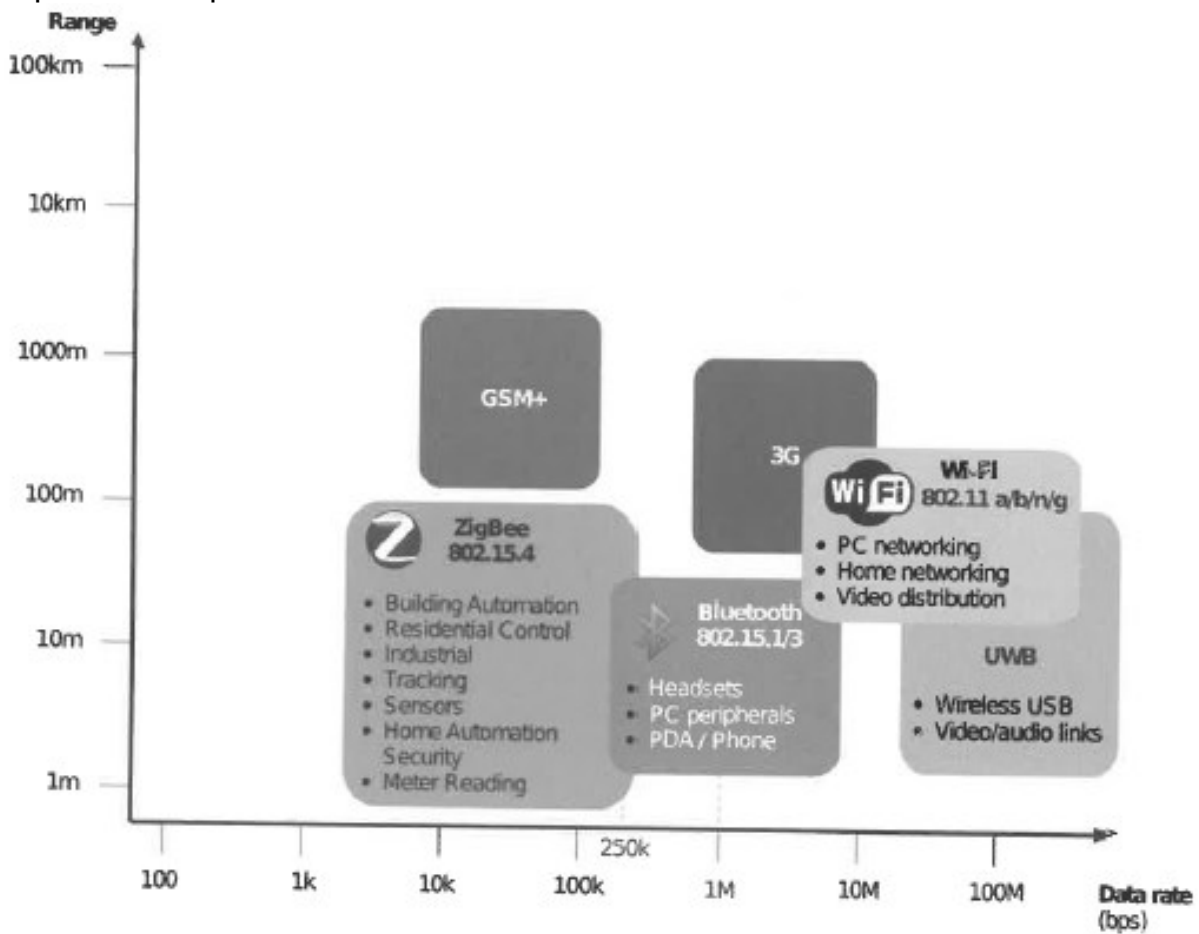 Range
100km
10km
1000m
100m
10m
1m
GSM+
3G
WiFi
Wi-Fi
802.11 a/b/n/g
• PC networking
• Home networking
• Video distribution
Z
ZigBee
802.15.4
• Building Automation
• Residential Control
• Industrial
• Tracking
• Sensors
• Home Automation
Security
• Meter Reading
Bluetooth
802.15.1/3
• Headsets
• PC peripherals
• PDA / Phone
UWB
• Wireless USB
• Video/audio links
250k
100
1k
10k
100k
1M
10M
100M
Data rate
(bps)